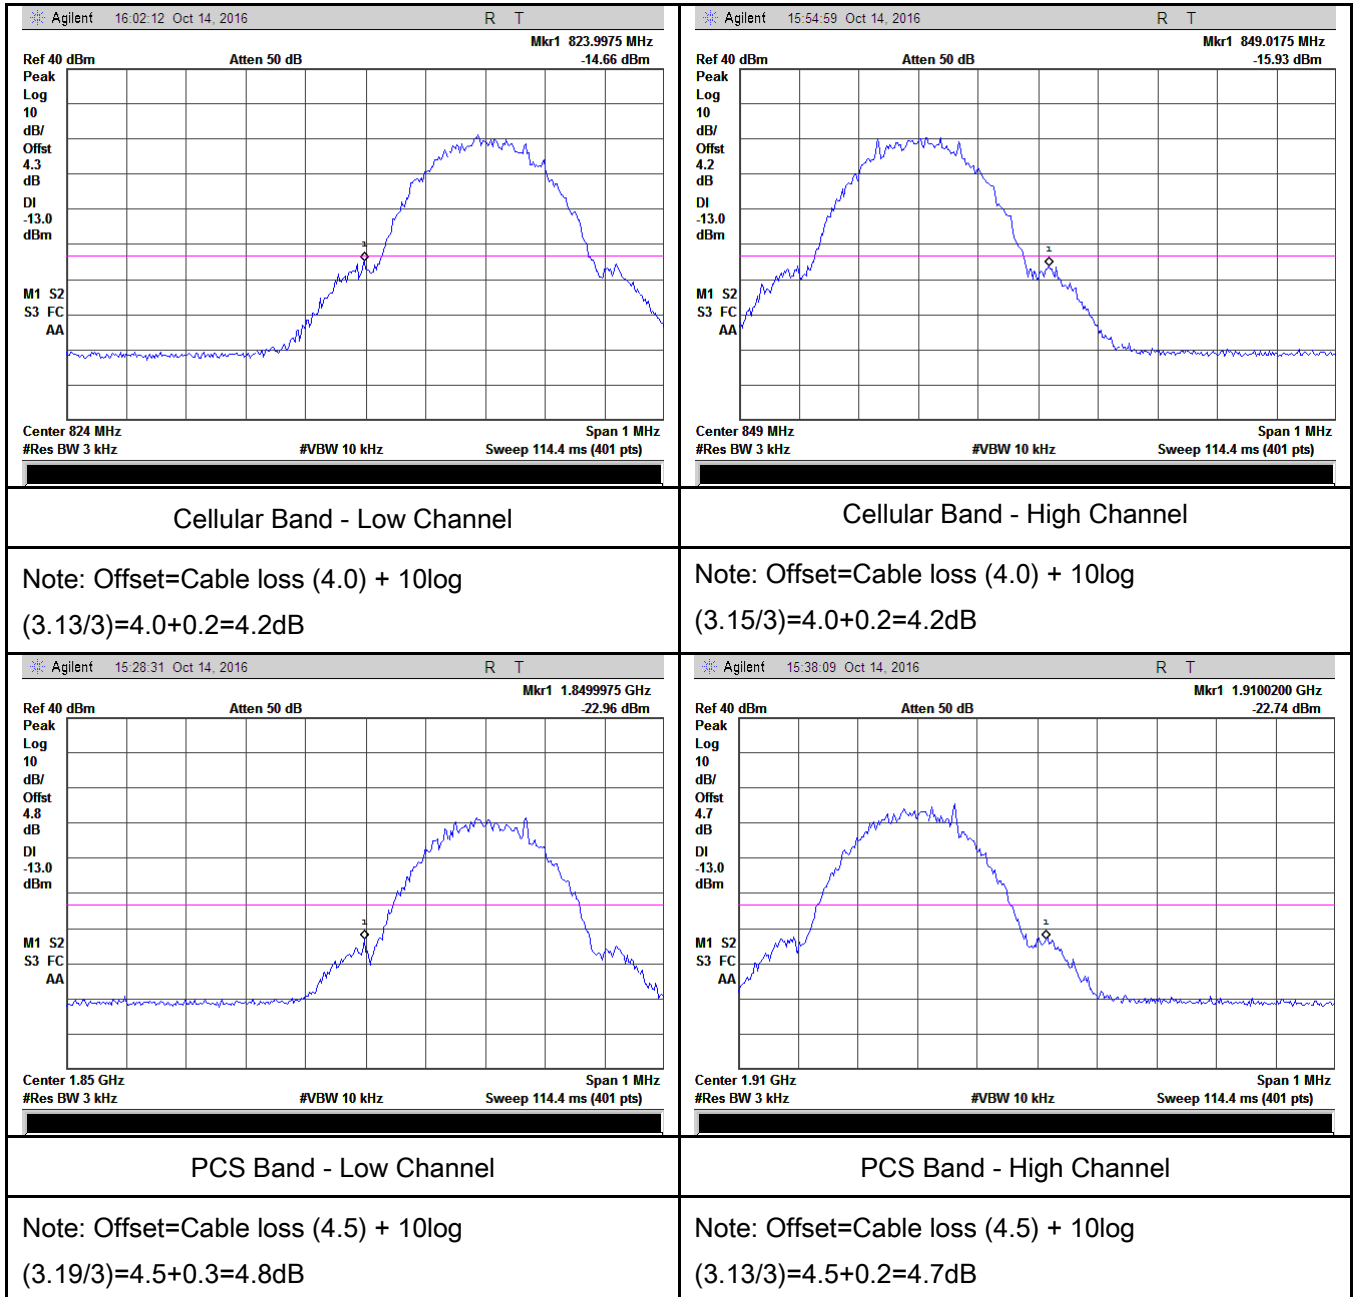 Agilent 16:02:12 Oct 14, 2016 R T
Mkr1 823.9975 MHz
Ref 40 dBm Atten 50 dB -14.66 dBm
Peak
Log
10
dB/
Offst
4.3
dB
DI
-13.0
dBm
1
M1 S2
S3 FC
AA
Center 824 MHz Span 1 MHz
#Res BW 3 kHz #VBW 10 kHz Sweep 114.4 ms (401 pts)
Agilent 15:54:59 Oct 14, 2016 R T
Mkr1 849.0175 MHz
Ref 40 dBm Atten 50 dB -15.93 dBm
Peak
Log
10
dB/
Offst
4.2
dB
DI
-13.0
dBm
1
M1 S2
S3 FC
AA
Center 849 MHz Span 1 MHz
#Res BW 3 kHz #VBW 10 kHz Sweep 114.4 ms (401 pts)
Cellular Band - Low Channel
Cellular Band - High Channel
Note: Offset=Cable loss (4.0) + 10log
(3.13/3)=4.0+0.2=4.2dB
Note: Offset=Cable loss (4.0) + 10log
(3.15/3)=4.0+0.2=4.2dB
Agilent 15:28:31 Oct 14, 2016 R T
Mkr1 1.8499975 GHz
Ref 40 dBm Atten 50 dB -22.96 dBm
Peak
Log
10
dB/
Offst
4.8
dB
DI
-13.0
dBm
1
M1 S2
S3 FC
AA
Center 1.85 GHz Span 1 MHz
#Res BW 3 kHz #VBW 10 kHz Sweep 114.4 ms (401 pts)
Agilent 15:38:09 Oct 14, 2016 R T
Mkr1 1.9100200 GHz
Ref 40 dBm Atten 50 dB -22.74 dBm
Peak
Log
10
dB/
Offst
4.7
dB
DI
-13.0
dBm
1
M1 S2
S3 FC
AA
Center 1.91 GHz Span 1 MHz
#Res BW 3 kHz #VBW 10 kHz Sweep 114.4 ms (401 pts)
PCS Band - Low Channel
PCS Band - High Channel
Note: Offset=Cable loss (4.5) + 10log
(3.19/3)=4.5+0.3=4.8dB
Note: Offset=Cable loss (4.5) + 10log
(3.13/3)=4.5+0.2=4.7dB